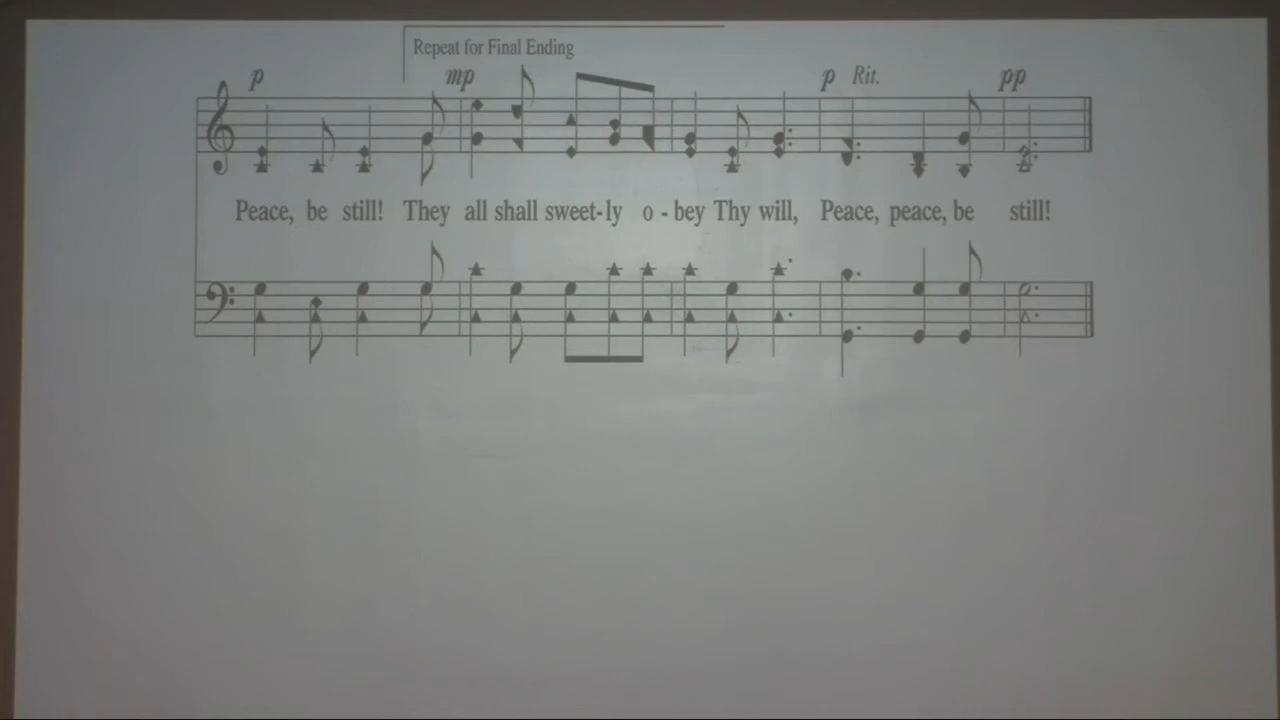 Repeat for Final Ending
p mp p Rit. pp
Peace, be still! They all shall sweet-ly o - bey Thy will, Peace, peace, be still!